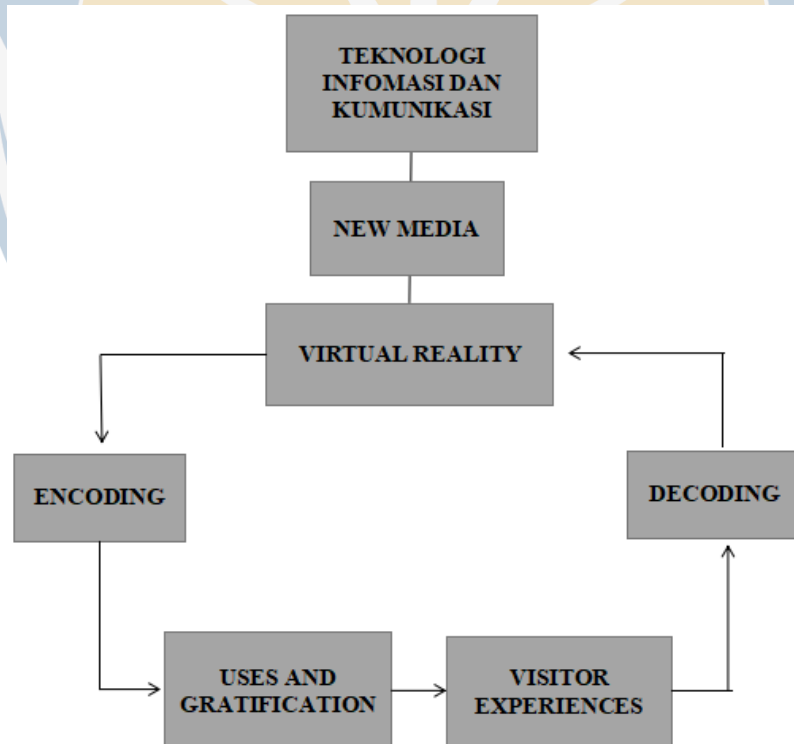 TEKNOLOGI
INFOMASI DAN
KUMUNIKASI
NEW MEDIA
VIRTUAL REALITY
ENCODING
DECODING
USES AND
GRATIFICATION
VISITOR
EXPERIENCES